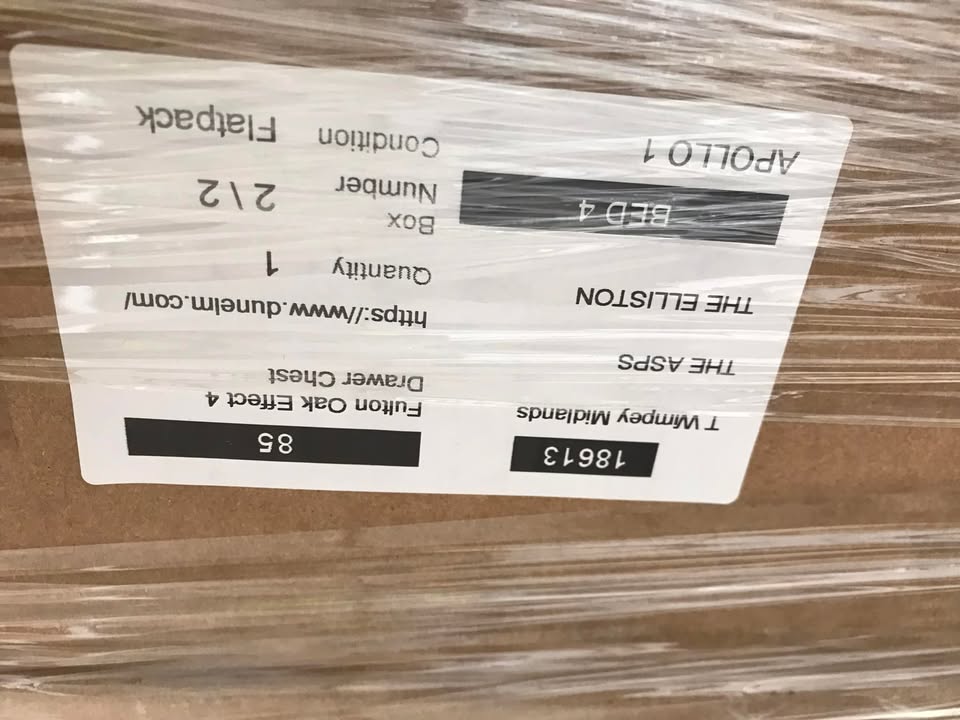 18613
T Wimpey Midlands
THE ASPS
THE ELLISTON
BED 4
APOLLO 1
85
Fulton Oak Effect 4
Drawer Chest
https://www.dunelm.com/
Quantity 1
Box
Number 2\2
Condition Flatpack